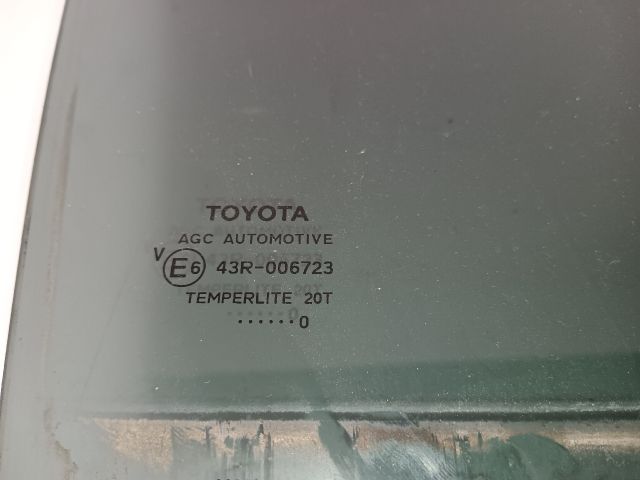 TOYOTA
AGC AUTOMOTIVE
V E6 43R-006723
TEMPERLITE 20T
......0